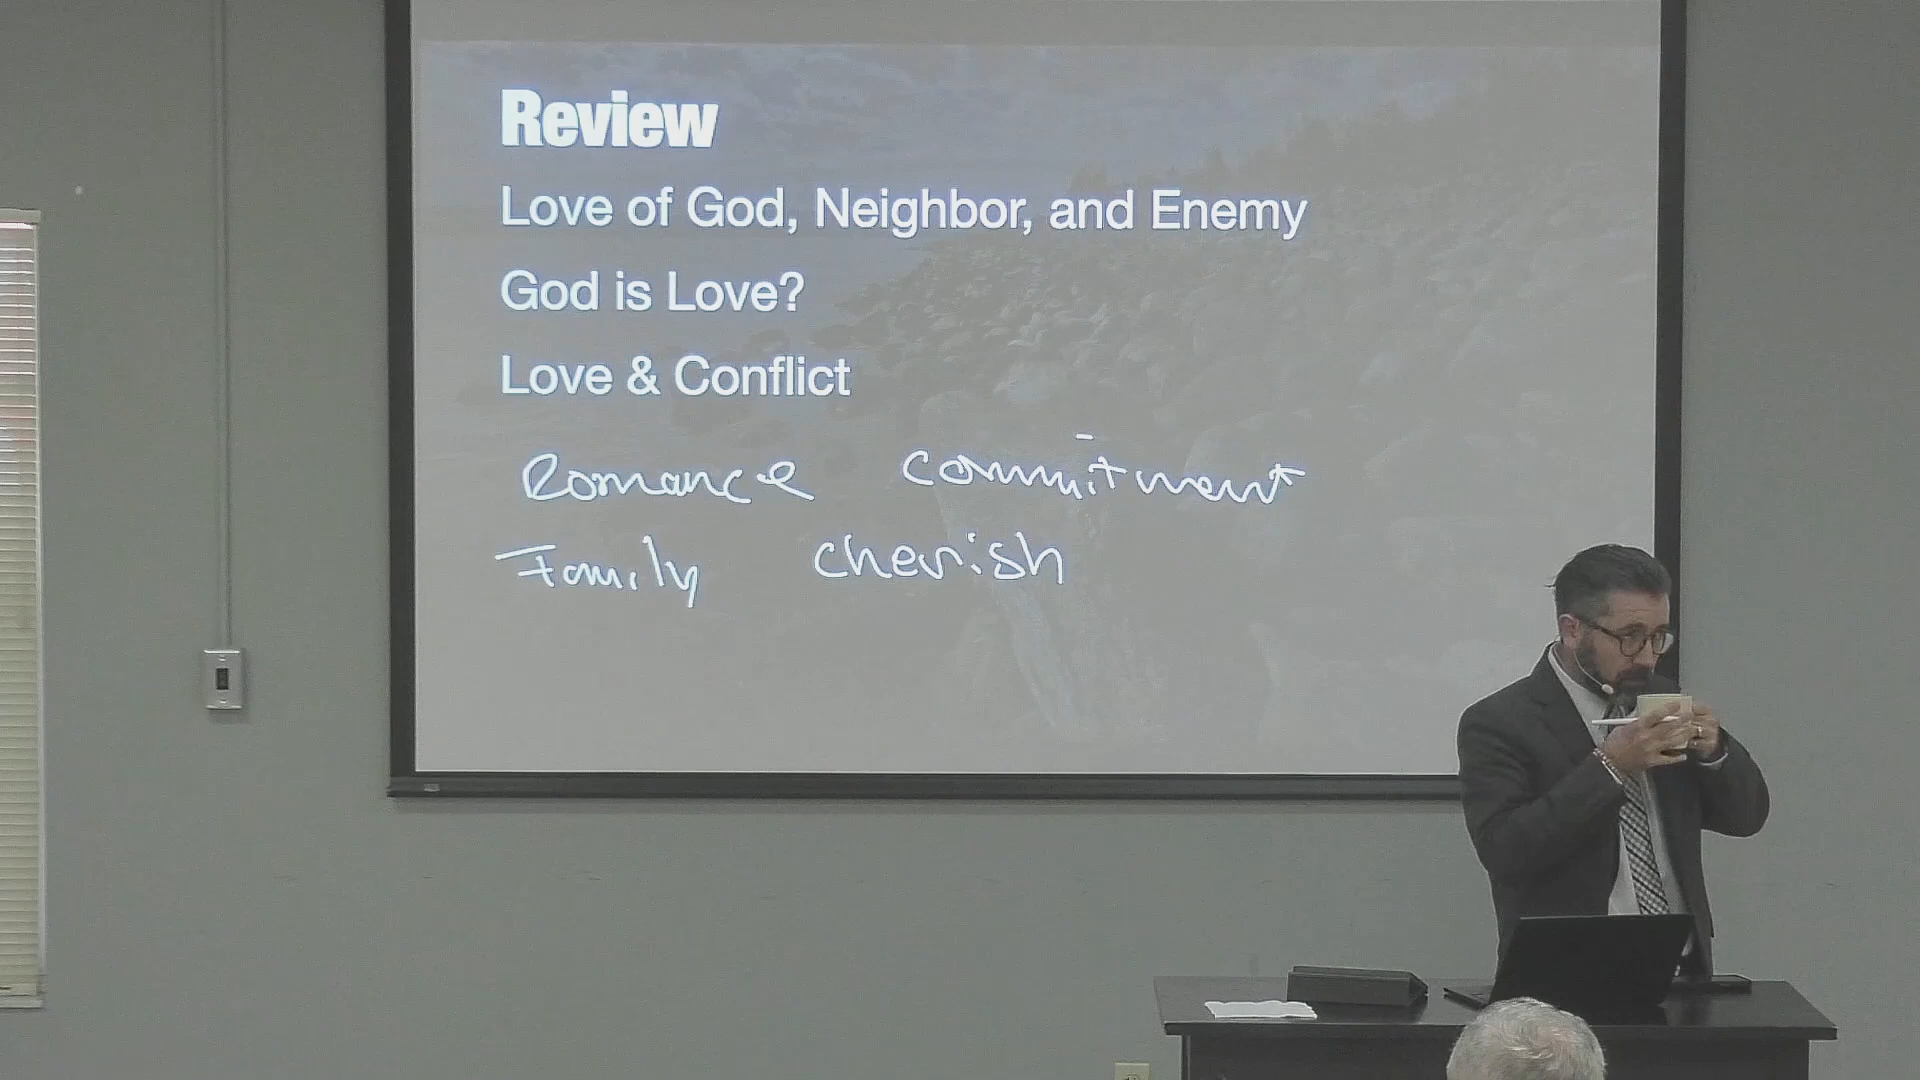 Review
Love of God, Neighbor, and Enemy
God is Love?
Love & Conflict
Romance commitment
Family cherish